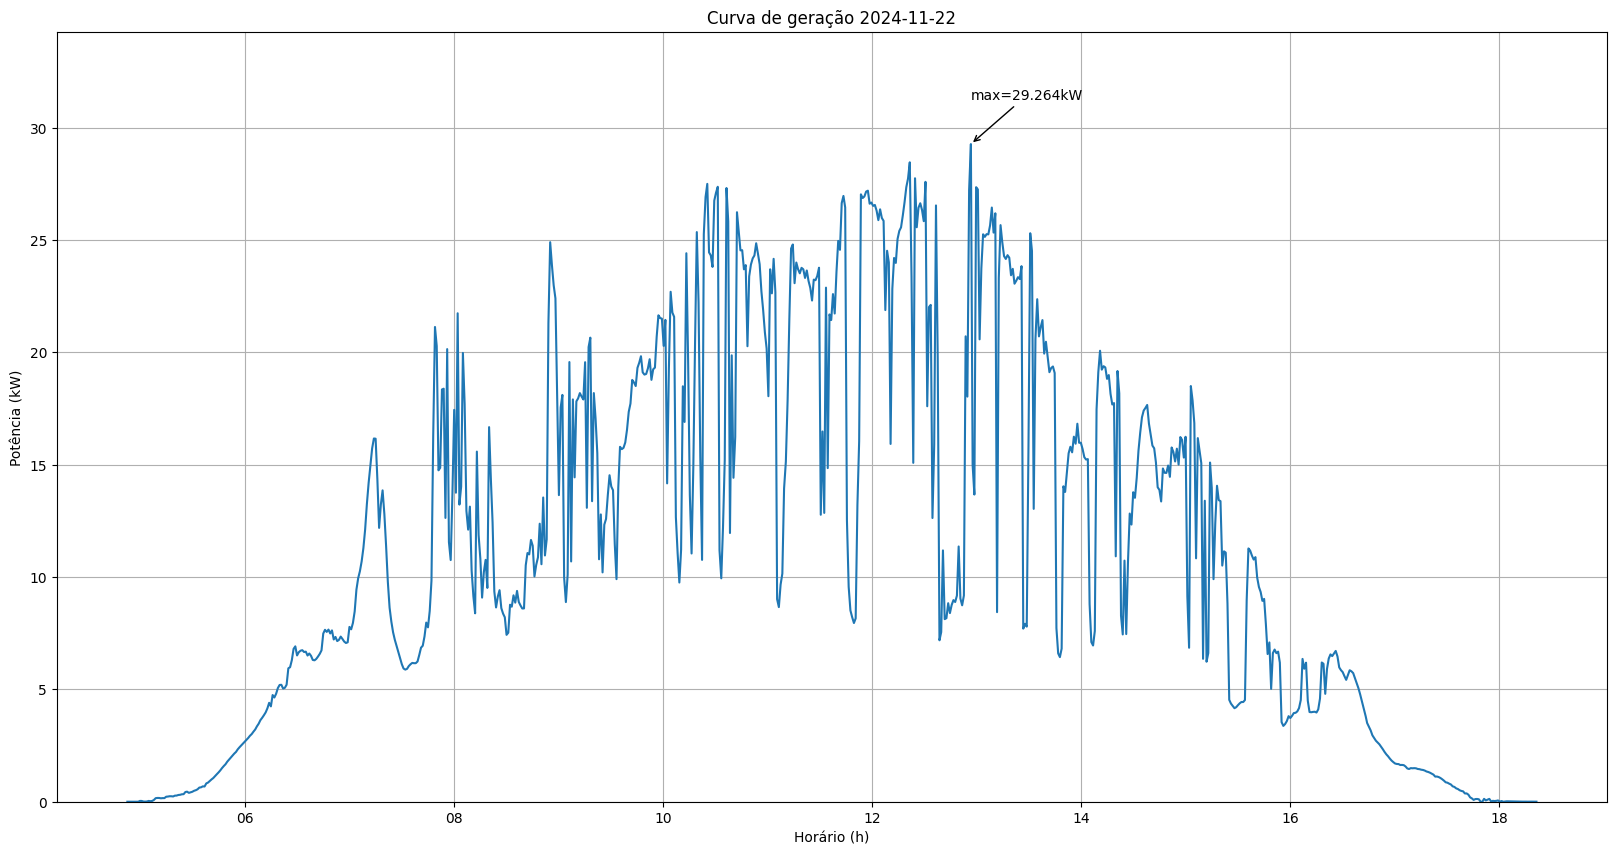 Curva de geração 2024-11-22
max=29.264kW
Potência (kW)
30
25
20
15
10
5
0
06 08 10 12 14 16 18
Horário (h)